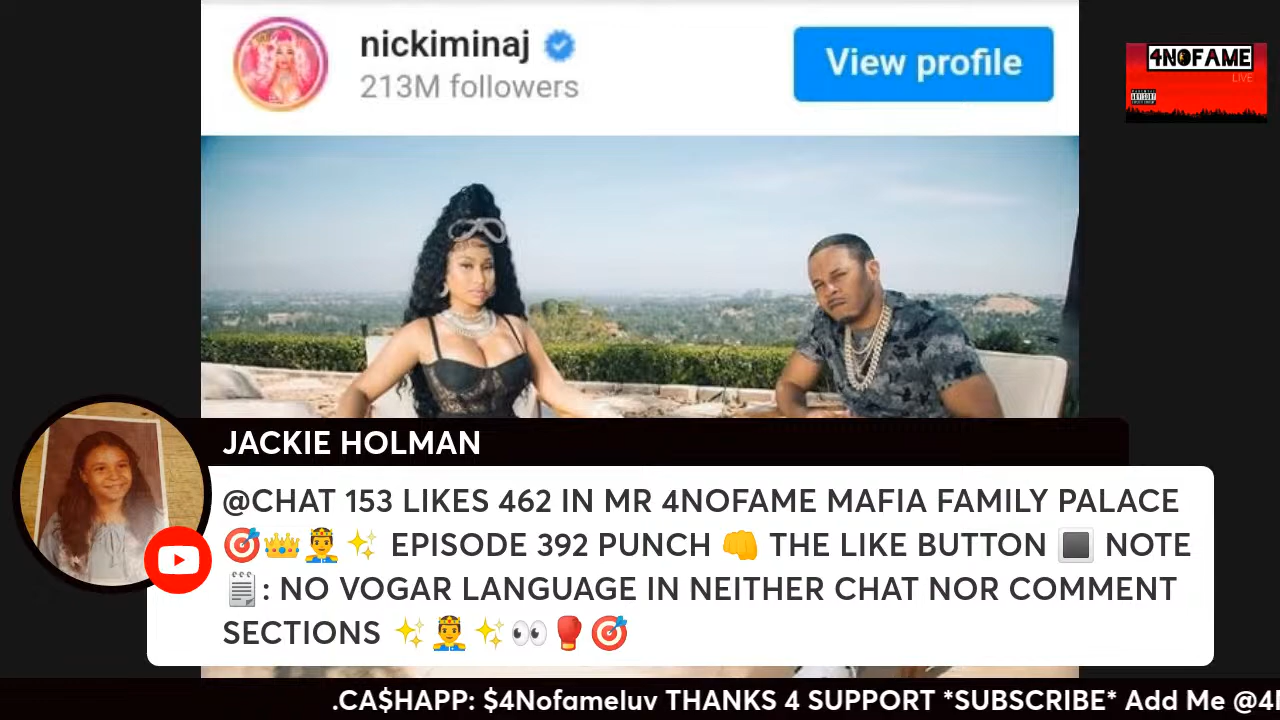 nickiminaj
213M followers
View profile
4NOFAME
LIVE
JACKIE HOLMAN
@CHAT 153 LIKES 462 IN MR 4NOFAME MAFIA FAMILY PALACE
🎯👑🤴✨ EPISODE 392 PUNCH 👊 THE LIKE BUTTON 🔳 NOTE
🗒️: NO VOGAR LANGUAGE IN NEITHER CHAT NOR COMMENT
SECTIONS ✨🤴✨👀🥊🎯
.CA$HAPP: $4Nofameluv THANKS 4 SUPPORT *SUBSCRIBE* Add Me @4